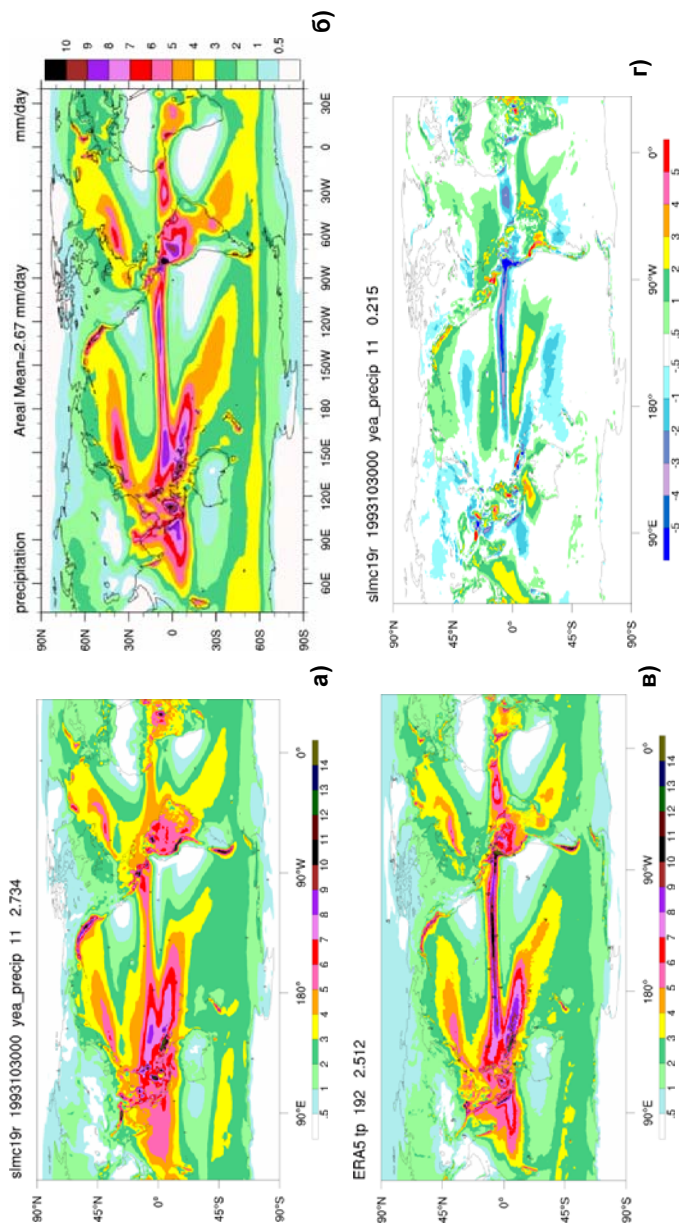 slmc19r 1993103000 yea_precip 11 2.734
90°N
45°N
0°
45°S
90°S
90°E 180° 90°W 0°
.5 1 2 3 4 5 6 7 8 9 10 11 12 13 14
а)
precipitation Areal Mean=2.67 mm/day mm/day
90N
60N
30N
0
30S
60S
90S
60E 90E 120E 150E 180 150W 120W 90W 60W 30W 0 30E
10
9
8
7
6
5
4
3
2
1
0.5
б)
ERA5 tp 192 2.512
90°N
45°N
0°
45°S
90°S
90°E 180° 90°W 0°
.5 1 2 3 4 5 6 7 8 9 10 11 12 13 14
в)
slmc19r 1993103000 yea_precip 11 0.215
90°N
45°N
0°
45°S
90°S
90°E 180° 90°W 0°
-5 -4 -3 -2 -1 -.5 .5 1 2 3 4 5
г)